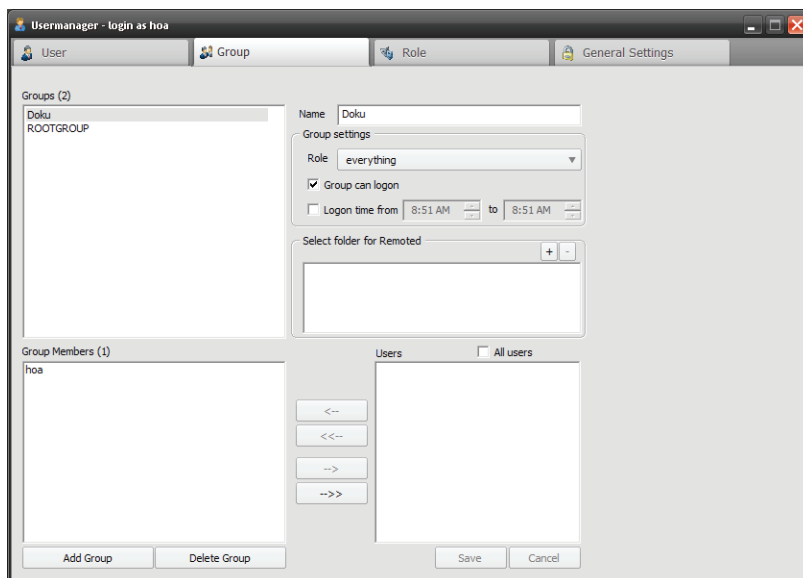 Usermanager - login as hoa
User Group Role General Settings
Groups (2)
Doku
ROOTGROUP
Name Doku
Group settings
Role everything
Group can logon
Logon time from 8:51 AM to 8:51 AM
Select folder for Remoted
+ -
Group Members (1)
hoa
Users All users
<--
<<--
-->
-->>
Add Group Delete Group Save Cancel